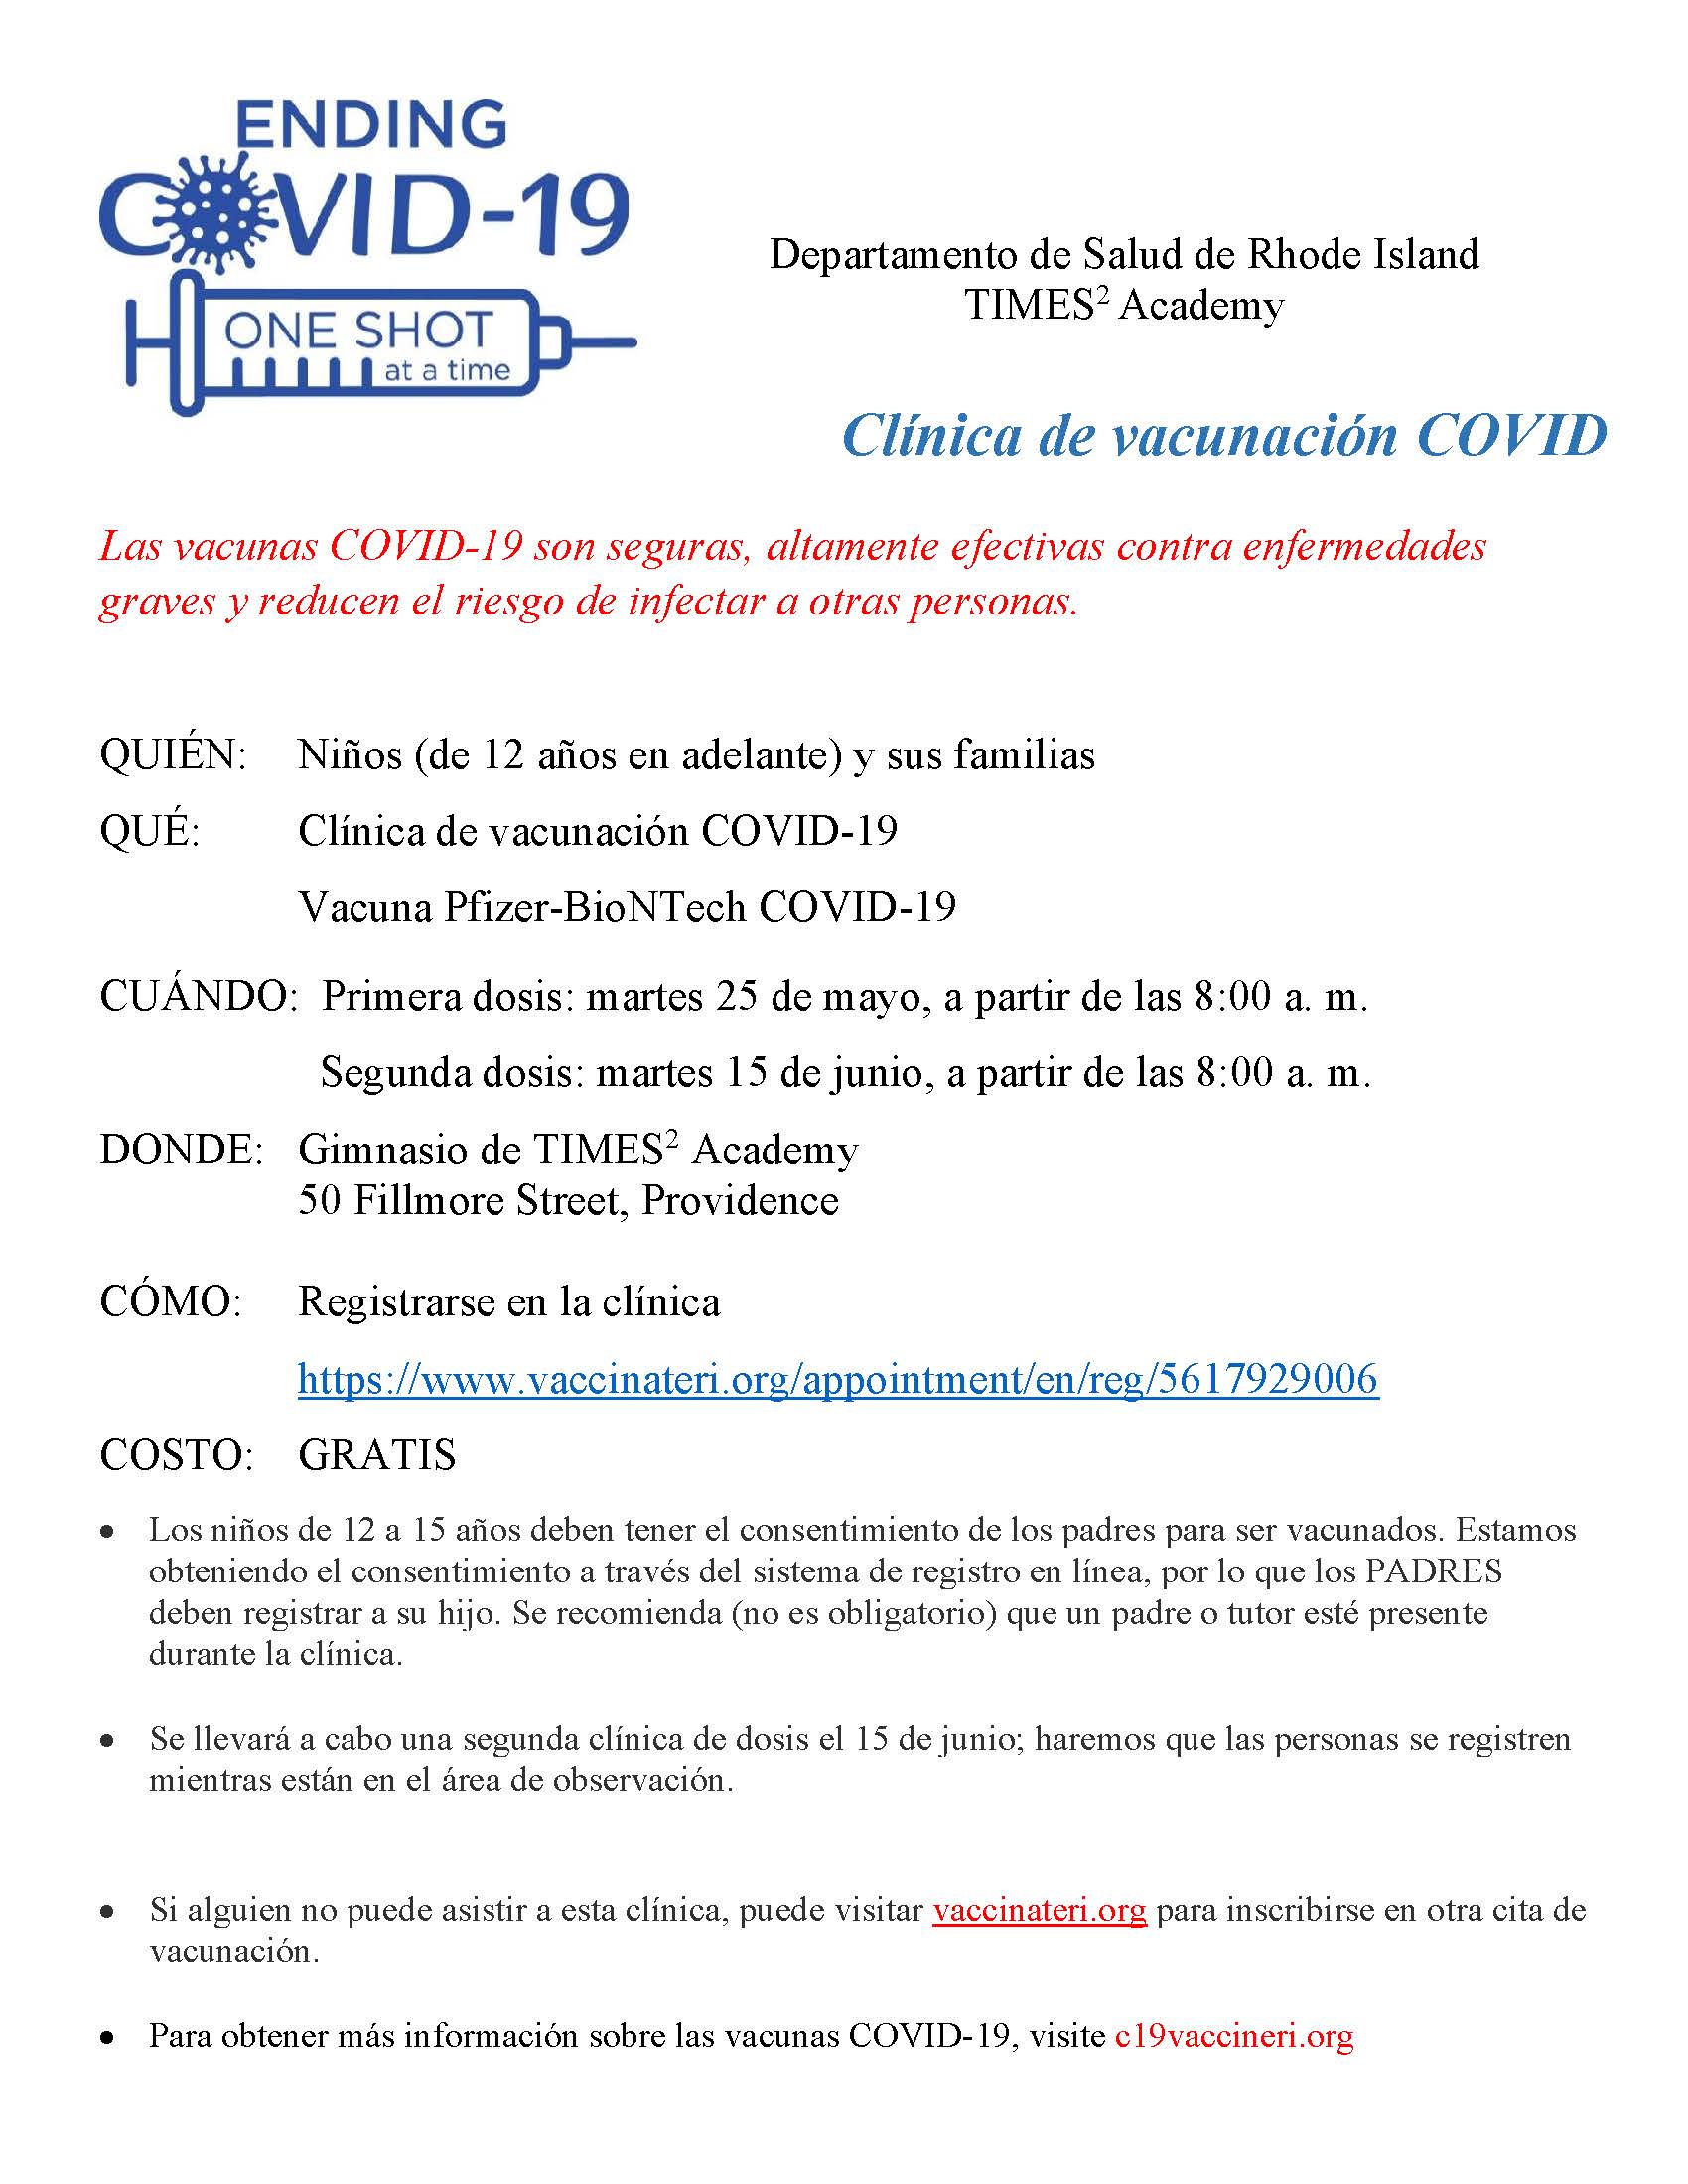 ENDING
COVID-19
ONE SHOT
at a time
Departamento de Salud de Rhode Island
TIMES² Academy
Clínica de vacunación COVID
Las vacunas COVID-19 son seguras, altamente efectivas contra enfermedades
graves y reducen el riesgo de infectar a otras personas.
QUIÉN: Niños (de 12 años en adelante) y sus familias
QUÉ: Clínica de vacunación COVID-19
Vacuna Pfizer-BioNTech COVID-19
CUÁNDO: Primera dosis: martes 25 de mayo, a partir de las 8:00 a. m.
Segunda dosis: martes 15 de junio, a partir de las 8:00 a. m.
DONDE: Gimnasio de TIMES² Academy
50 Fillmore Street, Providence
CÓMO: Registrarse en la clínica
https://www.vaccinateri.org/appointment/en/reg/5617929006
COSTO: GRATIS
• Los niños de 12 a 15 años deben tener el consentimiento de los padres para ser vacunados. Estamos
obteniendo el consentimiento a través del sistema de registro en línea, por lo que los PADRES
deben registrar a su hijo. Se recomienda (no es obligatorio) que un padre o tutor esté presente
durante la clínica.
• Se llevará a cabo una segunda clínica de dosis el 15 de junio; haremos que las personas se registren
mientras están en el área de observación.
• Si alguien no puede asistir a esta clínica, puede visitar vaccinateri.org para inscribirse en otra cita de
vacunación.
• Para obtener más información sobre las vacunas COVID-19, visite c19vaccineri.org